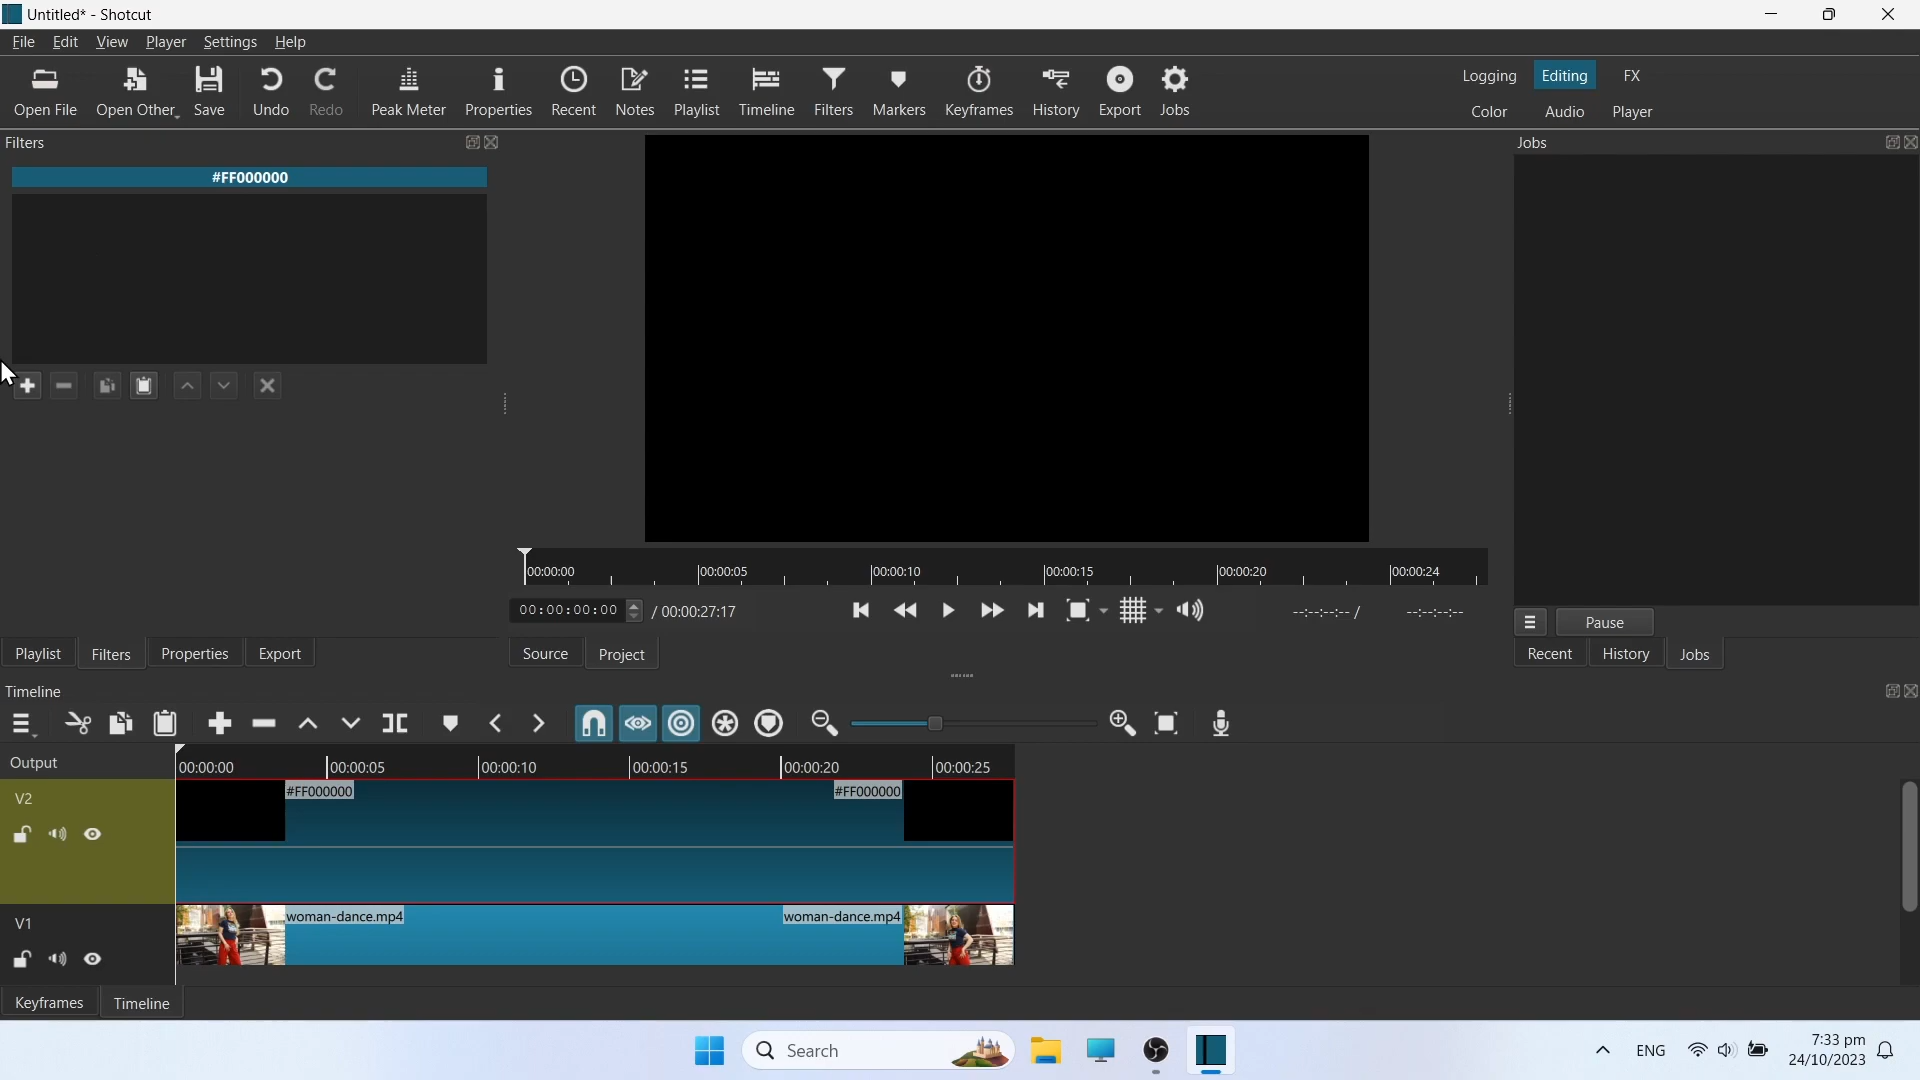 Untitled* - Shotcut
File Edit View Player Settings Help
Open File Open Other Save Undo Redo Peak Meter Properties Recent Notes Playlist Timeline Filters Markers Keyframes History Export Jobs
Logging Editing FX
Color Audio Player
Filters
#FF000000
Jobs
00:00:00 00:00:05 00:00:10 00:00:15 00:00:20 00:00:24
00:00:00:00 / 00:00:27:17
--:--:--:-- / --:--:--:--
Pause
Playlist Filters Properties Export
Source Project
Recent History Jobs
Timeline
Output
00:00:00 00:00:05 00:00:10 00:00:15 00:00:20 00:00:25
V2
#FF000000 #FF000000
V1
woman-dance.mp4 woman-dance.mp4
Keyframes Timeline
Search
ENG
7:33 pm
24/10/2023